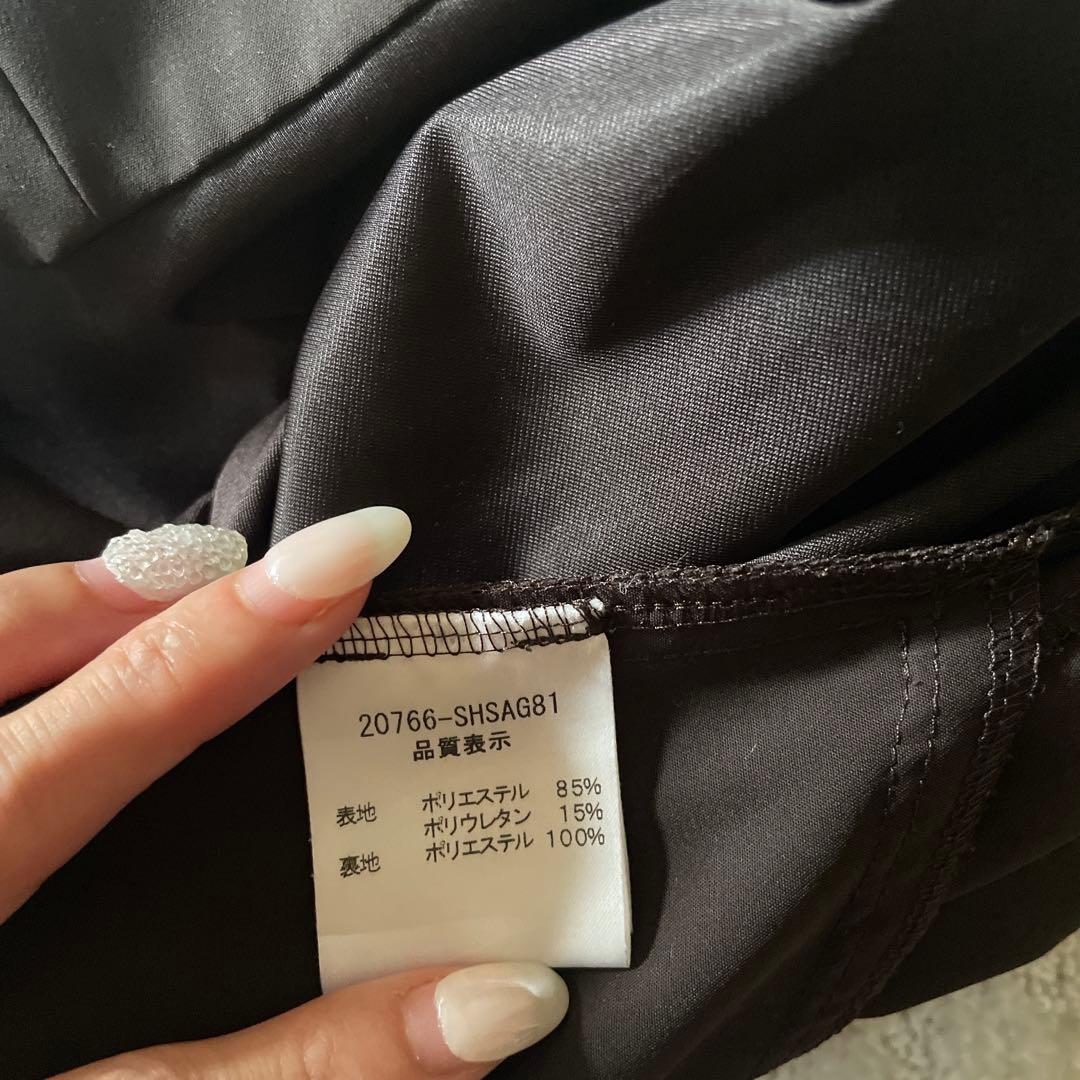 20766-SHSAG81
品質表示
表地 ポリエステル 85%
ポリウレタン 15%
裏地 ポリエステル 100%